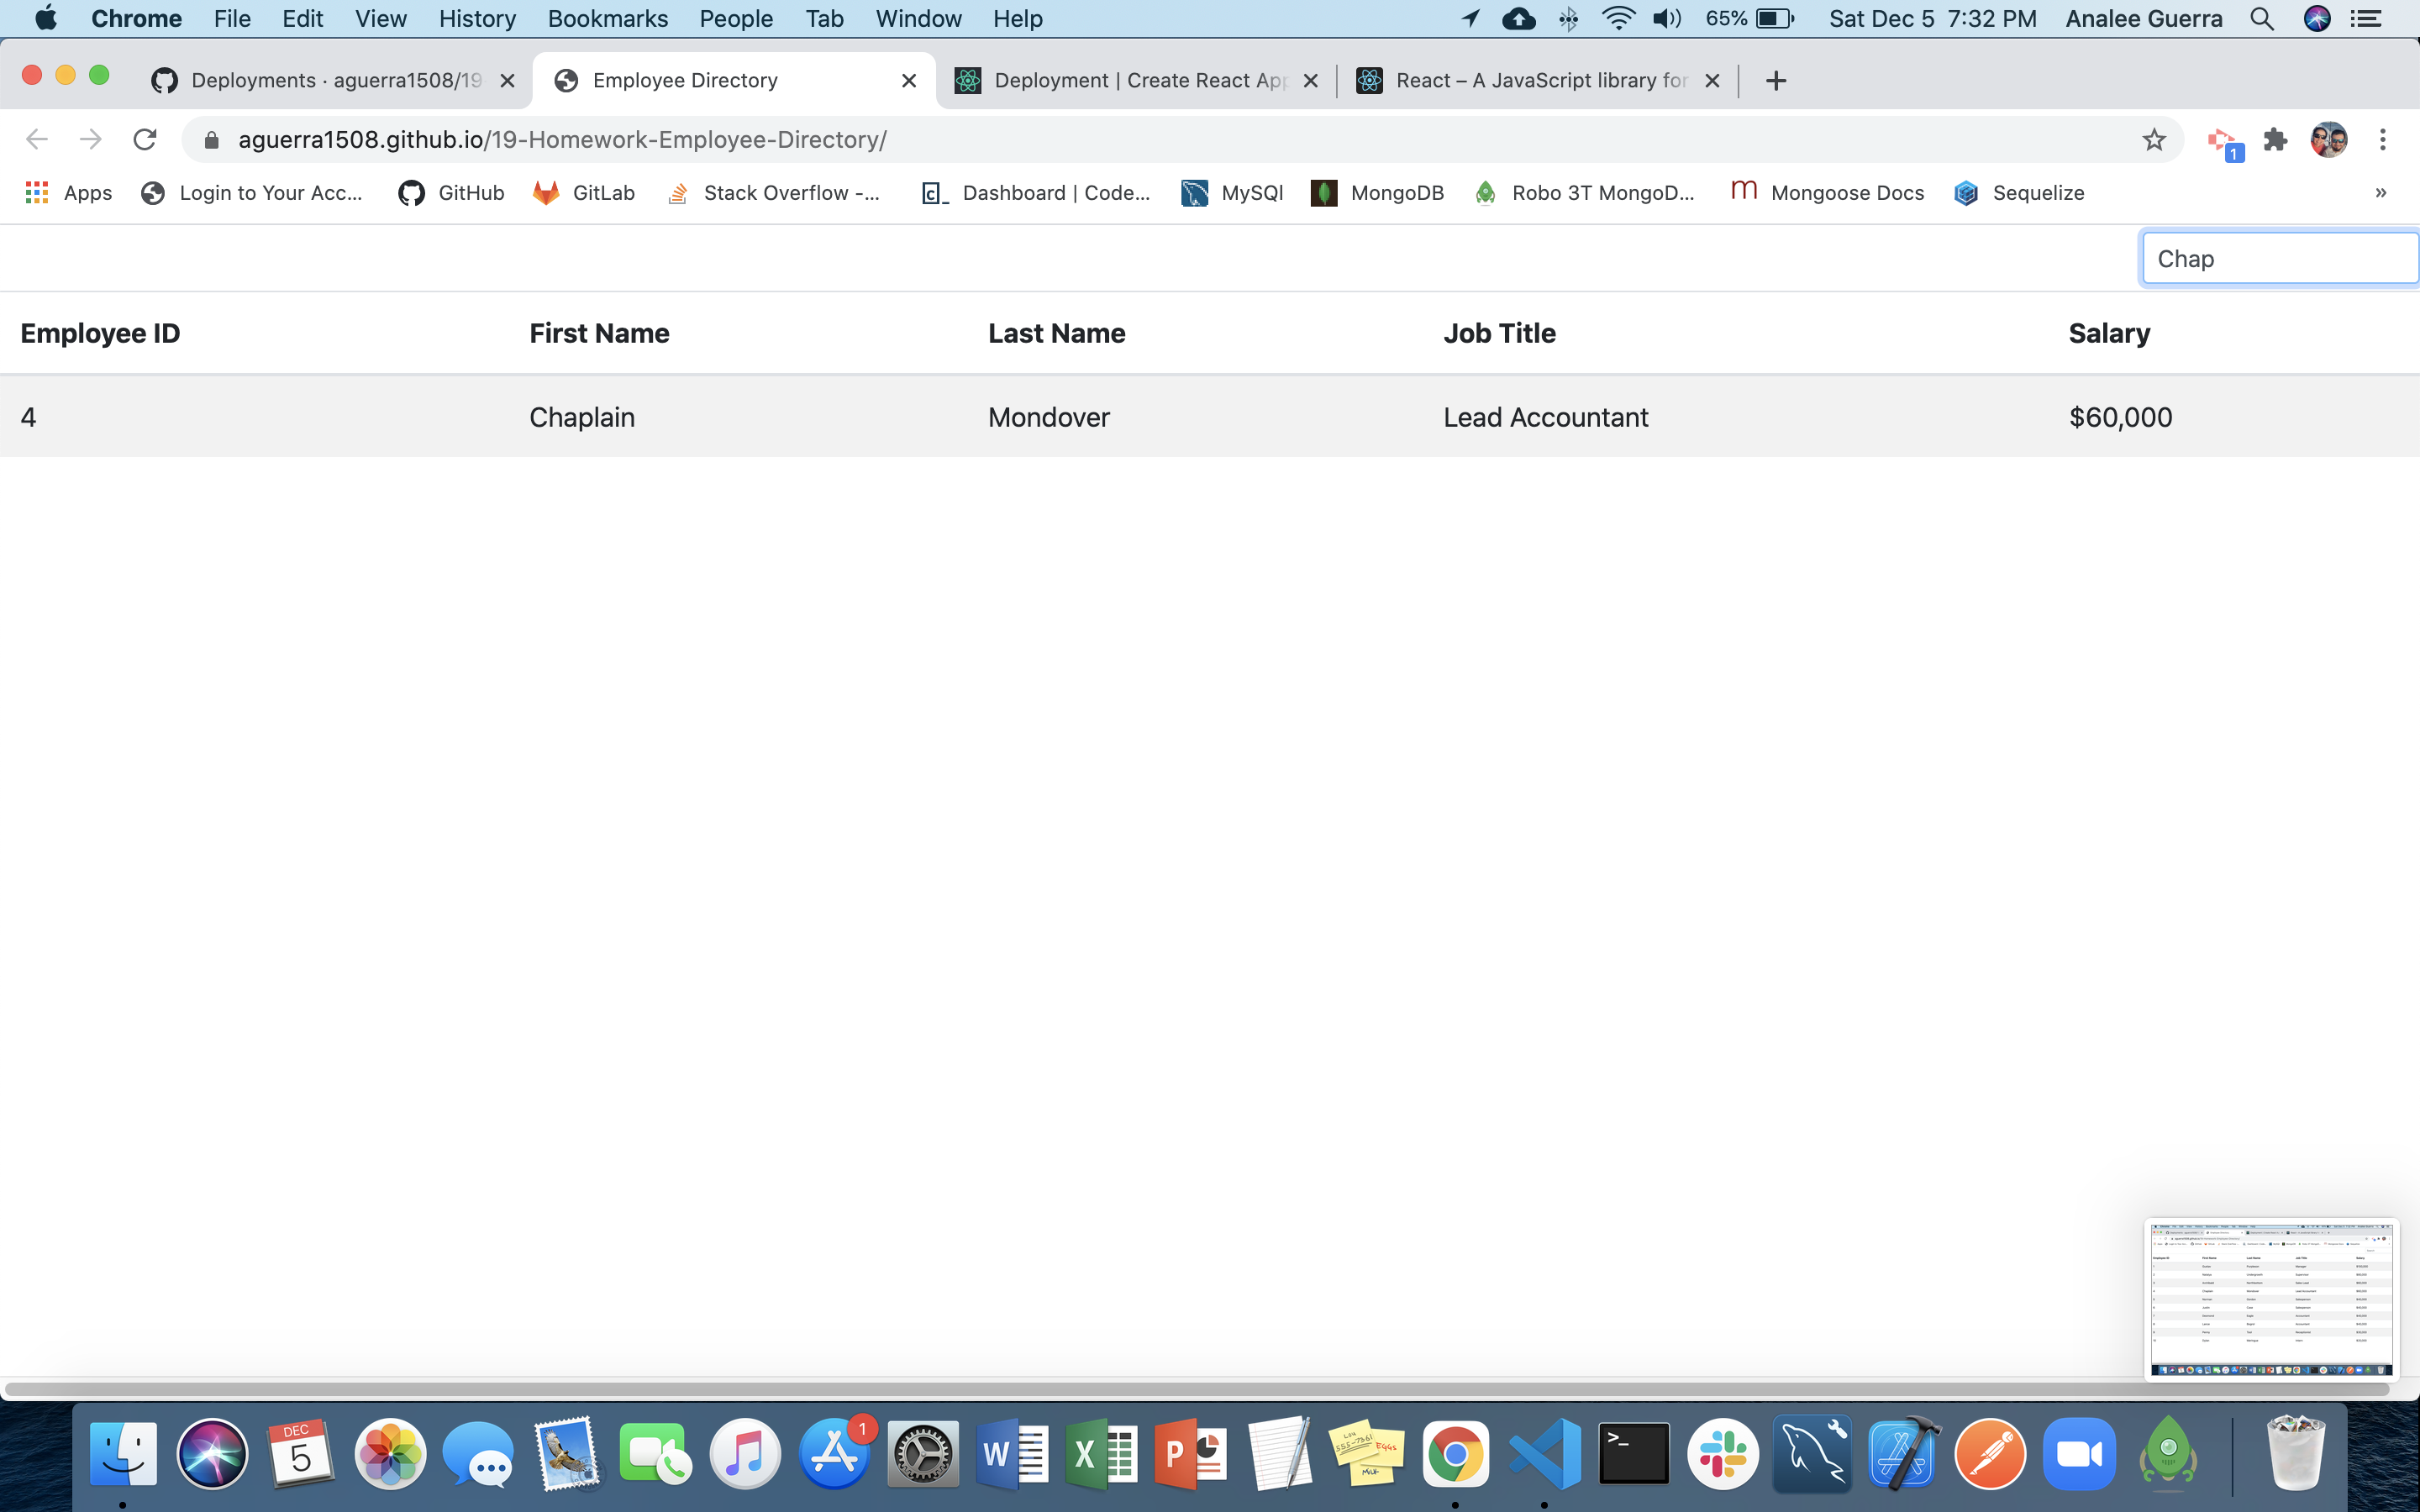 Chrome File Edit View History Bookmarks People Tab Window Help 65% Sat Dec 5 7:32 PM Analee Guerra
Deployments · aguerra1508/19 Employee Directory Deployment | Create React App React – A JavaScript library for
aguerra1508.github.io/19-Homework-Employee-Directory/ 1
Apps Login to Your Acc... GitHub GitLab Stack Overflow -... Dashboard | Code... MySQl MongoDB Robo 3T MongoD... Mongoose Docs Sequelize »
Chap
Employee ID First Name Last Name Job Title Salary
4 Chaplain Mondover Lead Accountant $60,000
DEC
5
1